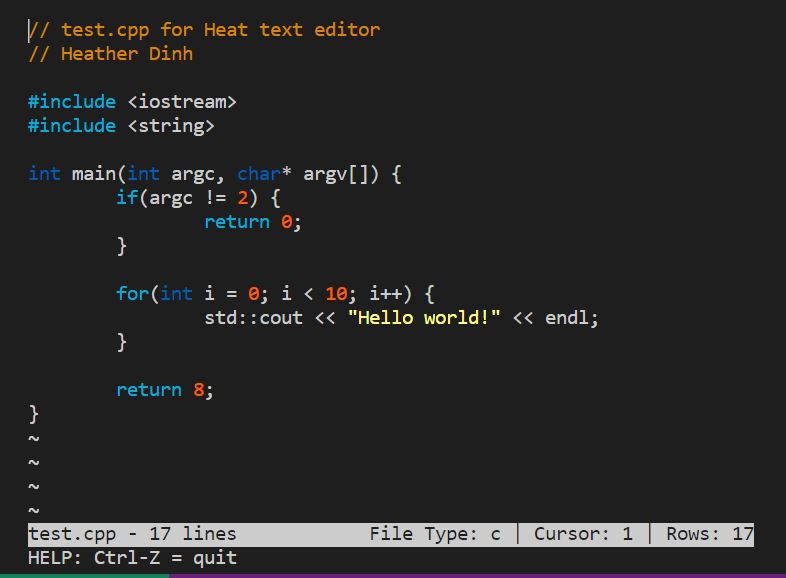 // test.cpp for Heat text editor
// Heather Dinh
#include <iostream>
#include <string>
int main(int argc, char* argv[]) {
        if(argc != 2) {
                return 0;
        }
        for(int i = 0; i < 10; i++) {
                std::cout << "Hello world!" << endl;
        }
        return 8;
}
~
~
~
~
test.cpp - 17 lines File Type: c | Cursor: 1 | Rows: 17
HELP: Ctrl-Z = quit